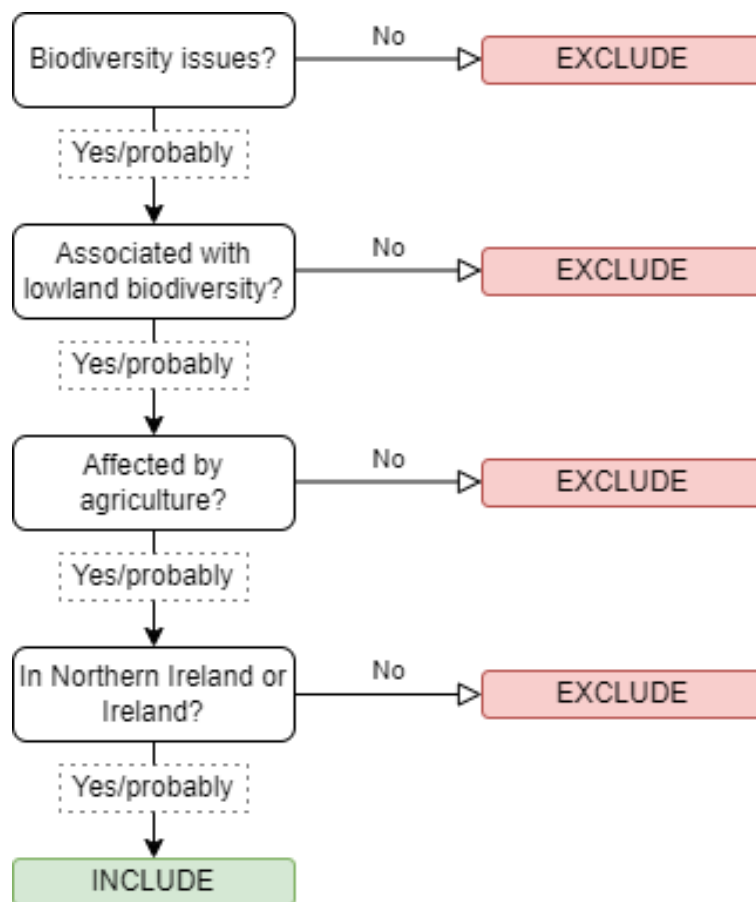 Biodiversity issues?
No
EXCLUDE
Yes/probably
Associated with
lowland biodiversity?
No
EXCLUDE
Yes/probably
Affected by
agriculture?
No
EXCLUDE
Yes/probably
In Northern Ireland or
Ireland?
No
EXCLUDE
Yes/probably
INCLUDE